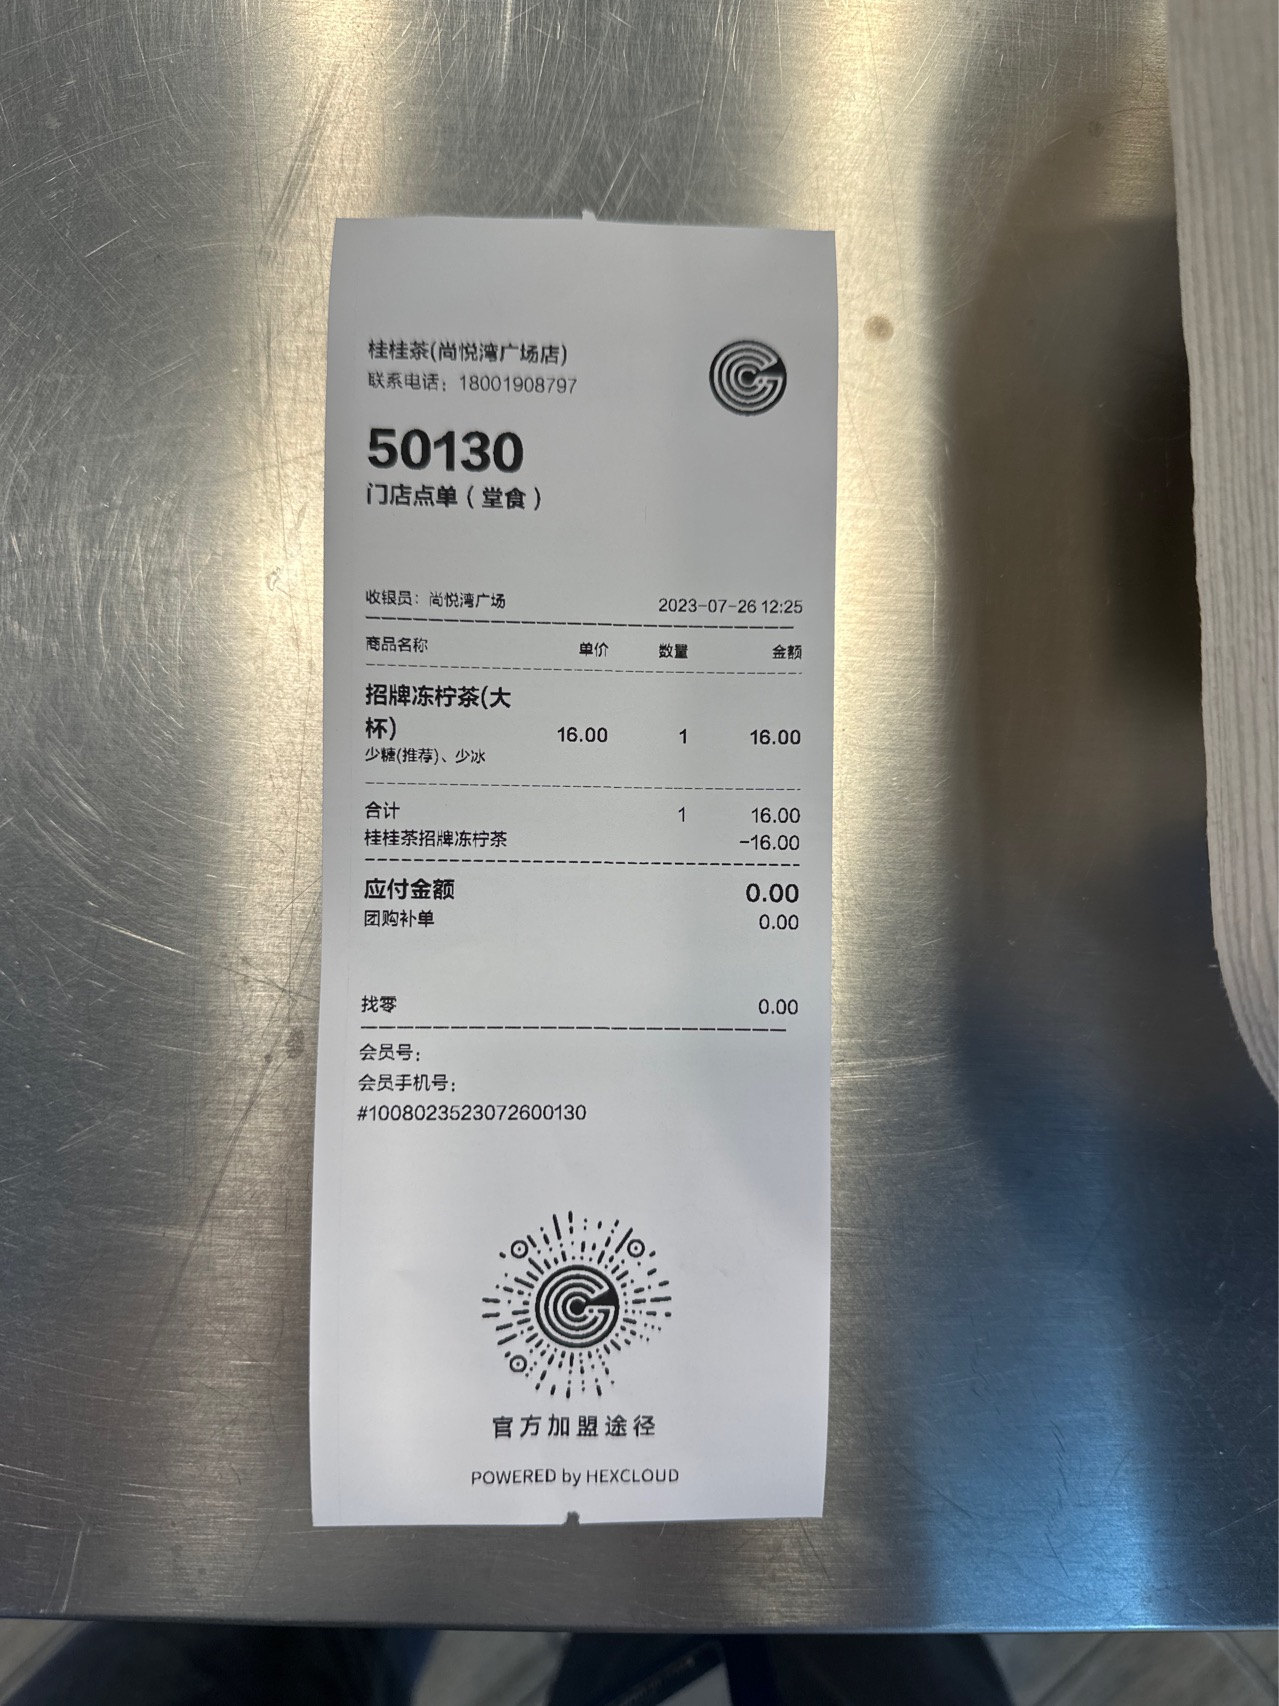 桂桂茶(尚悦湾广场店)
联系电话：18001908797
50130
门店点单（堂食）
收银员：尚悦湾广场 2023-07-26 12:25
商品名称 单价 数量 金额
招牌冻柠茶(大
杯) 16.00 1 16.00
少糖(推荐)、少冰
合计 1 16.00
桂桂茶招牌冻柠茶 -16.00
应付金额 0.00
团购补单 0.00
找零 0.00
会员号：
会员手机号：
#1008023523072600130
官方加盟途径
POWERED by HEXCLOUD